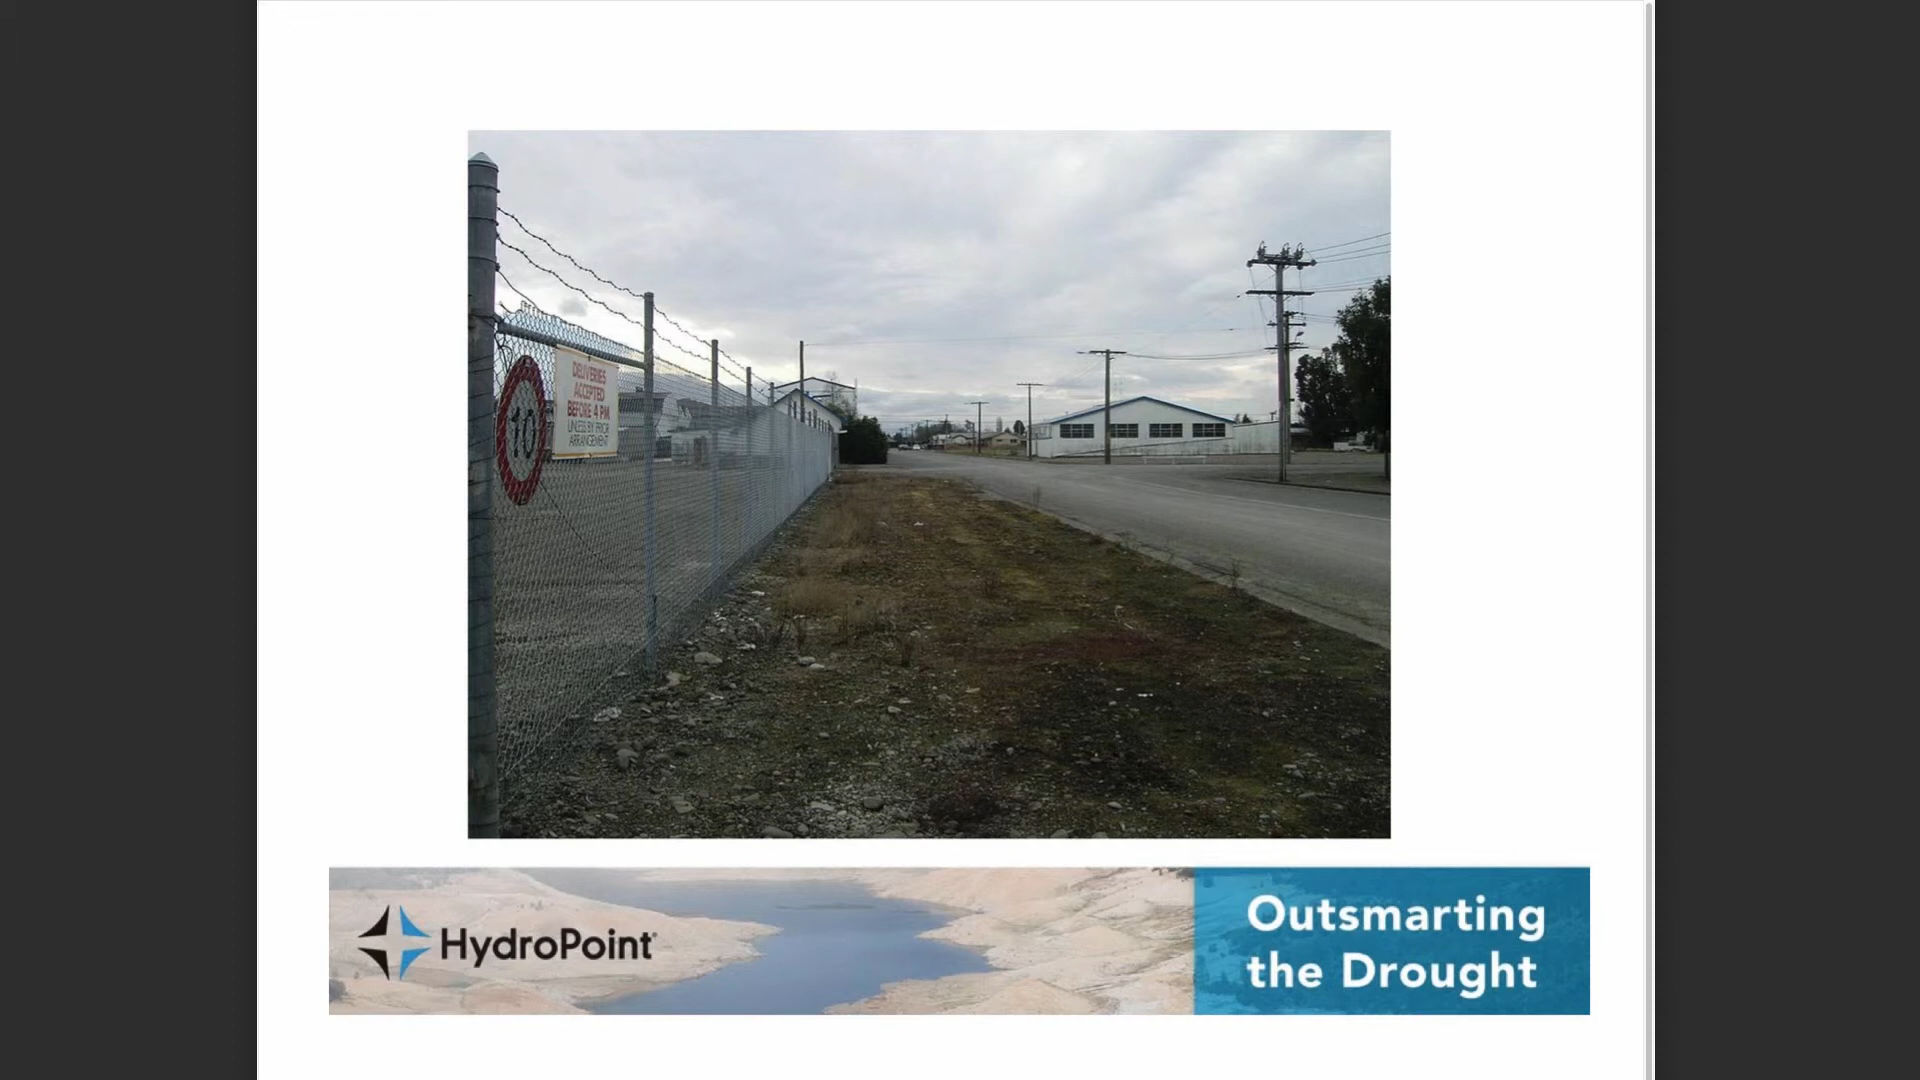 10
DELIVERIES
ACCEPTED
BEFORE 4 PM
UNLESS BY PRIOR
ARRANGEMENT
HydroPoint
Outsmarting
the Drought